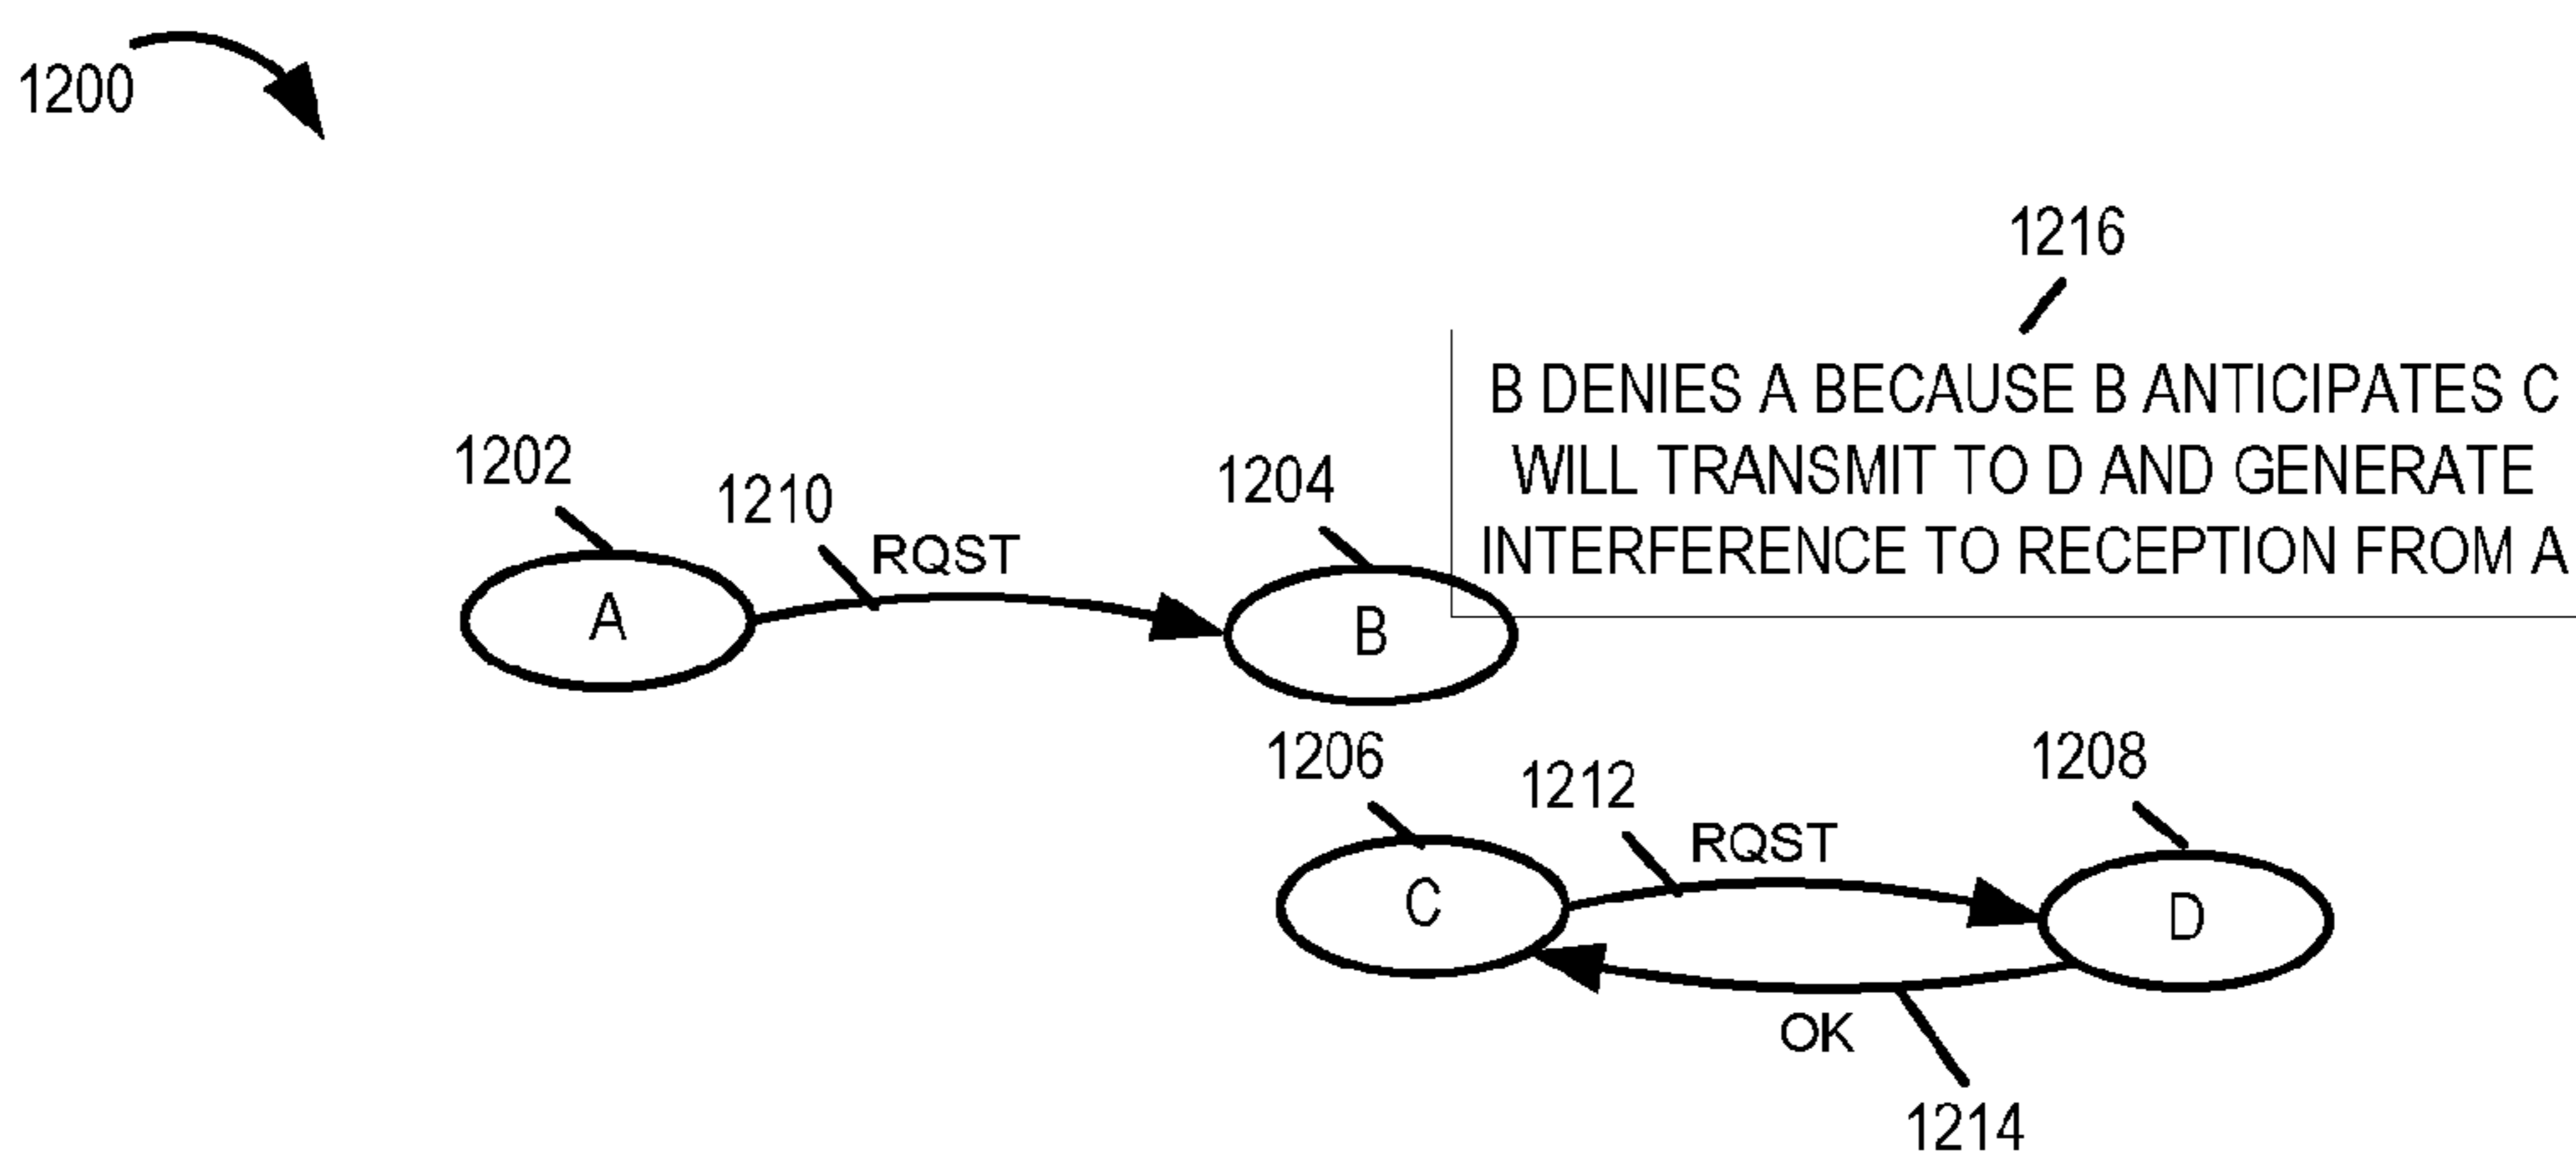 1200
1216
B DENIES A BECAUSE B ANTICIPATES C
WILL TRANSMIT TO D AND GENERATE
INTERFERENCE TO RECEPTION FROM A
1202
1210
RQST
1204
A
B
1206
1212
RQST
1208
C
D
OK
1214